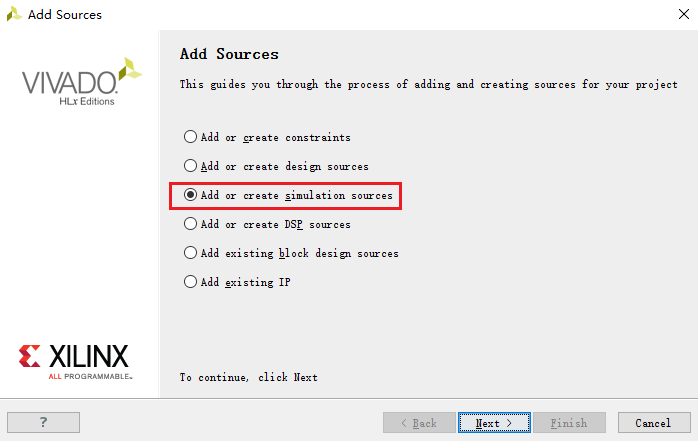 Add Sources
VIVADO.
HLx Editions
Add Sources
This guides you through the process of adding and creating sources for your project
Add or create constraints
Add or create design sources
Add or create simulation sources
Add or create DSP sources
Add existing block design sources
Add existing IP
XILINX
ALL PROGRAMMABLE.
To continue, click Next
?
< Back
Next >
Finish
Cancel